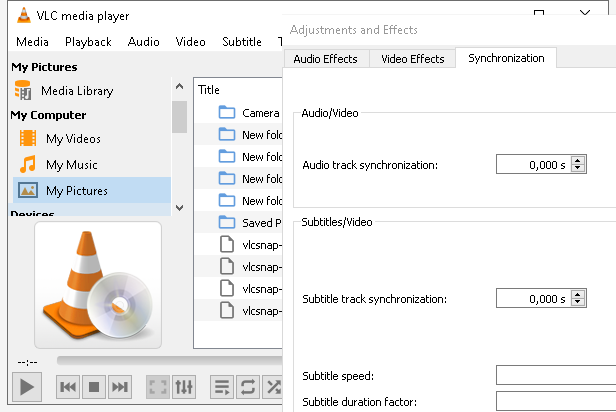 VLC media player
Media Playback Audio Video Subtitle
My Pictures
Media Library
My Computer
My Videos
My Music
My Pictures
Devices
Title
Camera
New fold
New fold
New fold
New fold
Saved P
vlcsnap-
vlcsnap-
vlcsnap-
vlcsnap-
--:--
Adjustments and Effects
Audio Effects Video Effects Synchronization
Audio/Video
Audio track synchronization: 0,000 s
Subtitles/Video
Subtitle track synchronization: 0,000 s
Subtitle speed:
Subtitle duration factor: